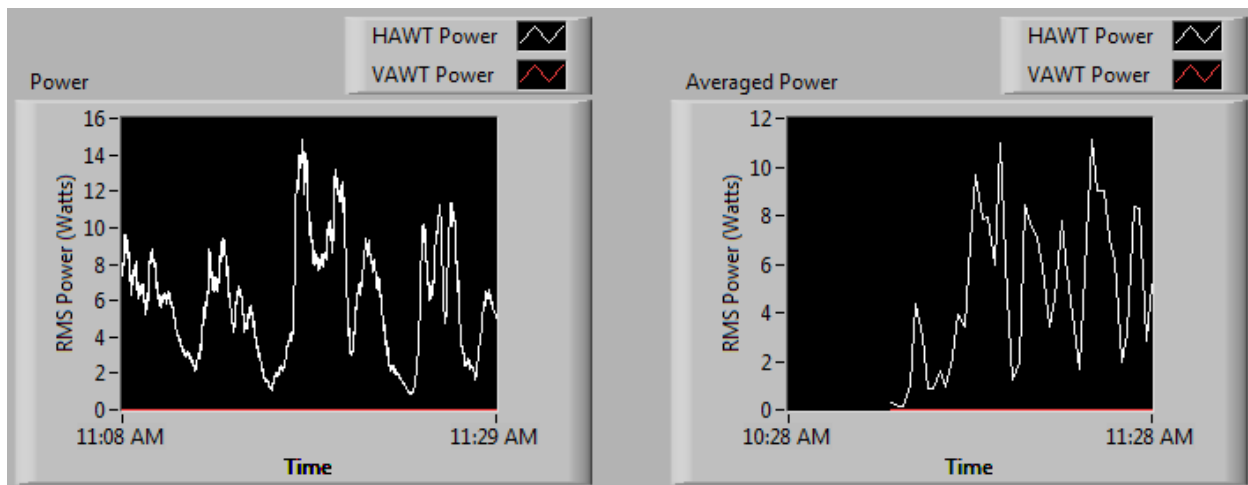 HAWT Power
VAWT Power
Power
RMS Power (Watts)
16
14
12
10
8
6
4
2
0
11:08 AM
11:29 AM
Time
HAWT Power
VAWT Power
Averaged Power
RMS Power (Watts)
12
10
8
6
4
2
0
10:28 AM
11:28 AM
Time